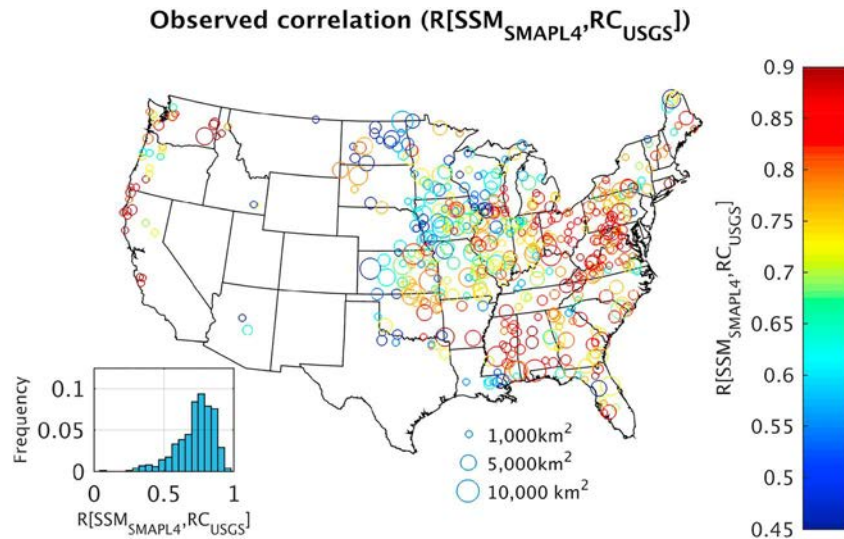 Observed correlation (R[SSM_SMAPL4,RC_USGS])
0.9
0.85
0.8
0.75
0.7
0.65
0.6
0.55
0.5
0.45
R[SSM_SMAPL4,RC_USGS]
Frequency
0.1
0.05
0
0 0.5 1
R[SSM_SMAPL4,RC_USGS]
1,000km²
5,000km²
10,000 km²